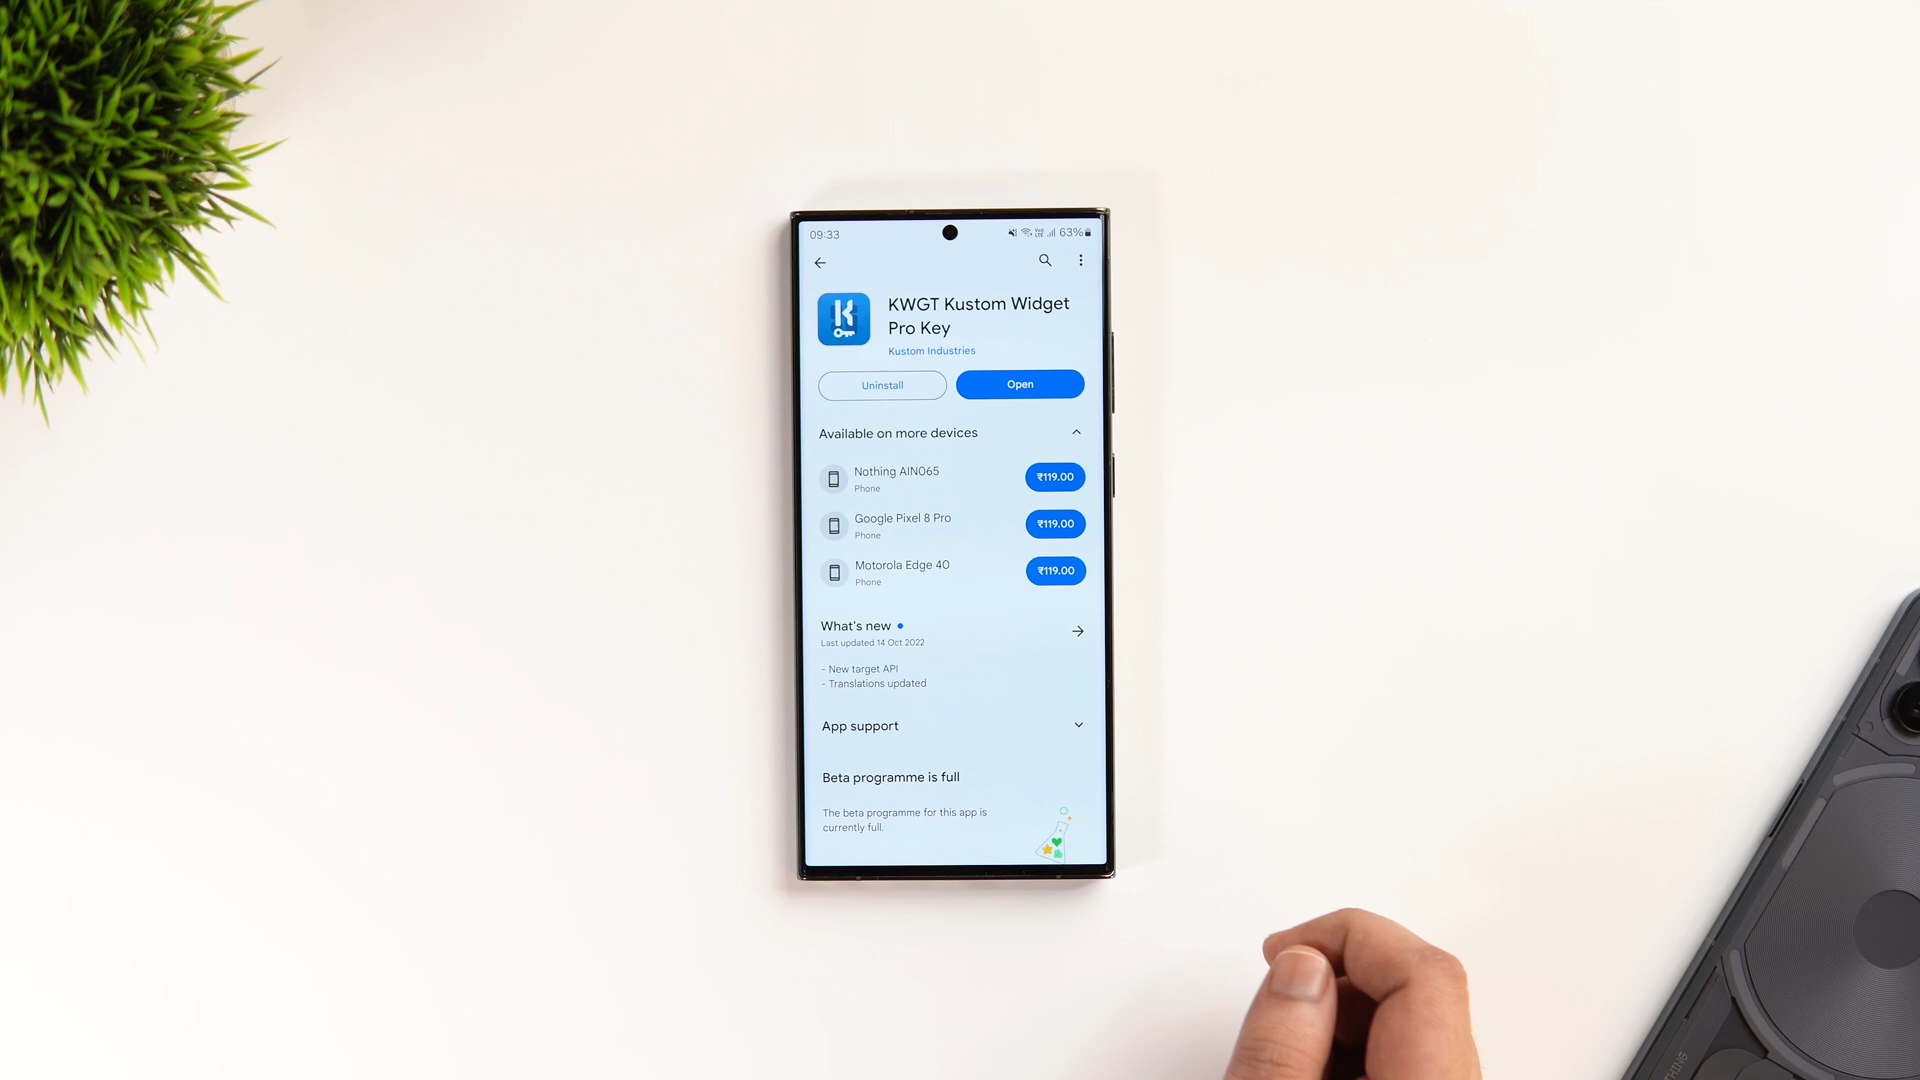 09:33
63%
KWGT Kustom Widget
Pro Key
Kustom Industries
Uninstall
Open
Available on more devices
Nothing AIN065
Phone
₹119.00
Google Pixel 8 Pro
Phone
₹119.00
Motorola Edge 40
Phone
₹119.00
What's new
Last updated 14 Oct 2022
- New target API
- Translations updated
App support
Beta programme is full
The beta programme for this app is
currently full.